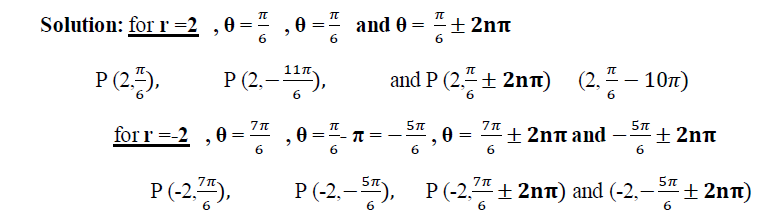 Solution: for r =2 , θ = π/6 , θ = π/6 and θ = π/6 ± 2nπ
P (2,π/6), P (2,−11π/6), and P (2,π/6 ± 2nπ) (2, π/6 − 10π)
for r =-2 , θ = 7π/6 , θ = π/6 - π = − 5π/6 , θ = 7π/6 ± 2nπ and − 5π/6 ± 2nπ
P (-2,7π/6), P (-2,−5π/6), P (-2,7π/6 ± 2nπ) and (-2,−5π/6 ± 2nπ)